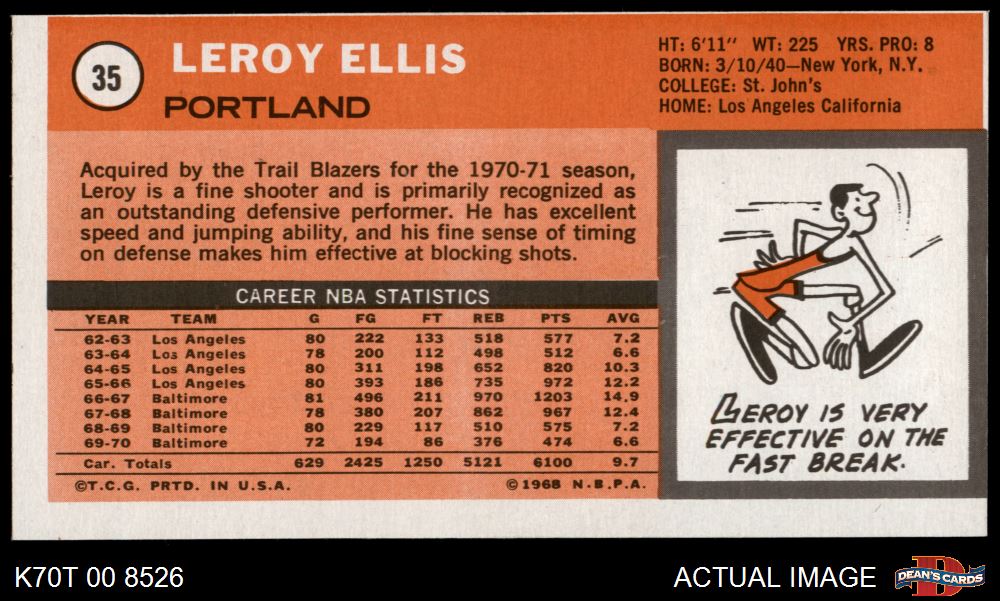 35
LEROY ELLIS
PORTLAND
HT: 6'11" WT: 225 YRS. PRO: 8
BORN: 3/10/40—New York, N.Y.
COLLEGE: St. John's
HOME: Los Angeles California
Acquired by the Trail Blazers for the 1970-71 season,
Leroy is a fine shooter and is primarily recognized as
an outstanding defensive performer. He has excellent
speed and jumping ability, and his fine sense of timing
on defense makes him effective at blocking shots.
CAREER NBA STATISTICS
YEAR TEAM G FG FT REB PTS AVG
62-63 Los Angeles 80 222 133 518 577 7.2
63-64 Los Angeles 78 200 112 498 512 6.6
64-65 Los Angeles 80 311 198 652 820 10.3
65-66 Los Angeles 80 393 186 735 972 12.2
66-67 Baltimore 81 496 211 970 1203 14.9
67-68 Baltimore 78 380 207 862 967 12.4
68-69 Baltimore 80 229 117 510 575 7.2
69-70 Baltimore 72 194 86 376 474 6.6
Car. Totals 629 2425 1250 5121 6100 9.7
©T.C.G. PRTD. IN U.S.A. ©1968 N.B.P.A.
LEROY IS VERY
EFFECTIVE ON THE
FAST BREAK.
K70T 00 8526
ACTUAL IMAGE
D
DEAN'S CARDS